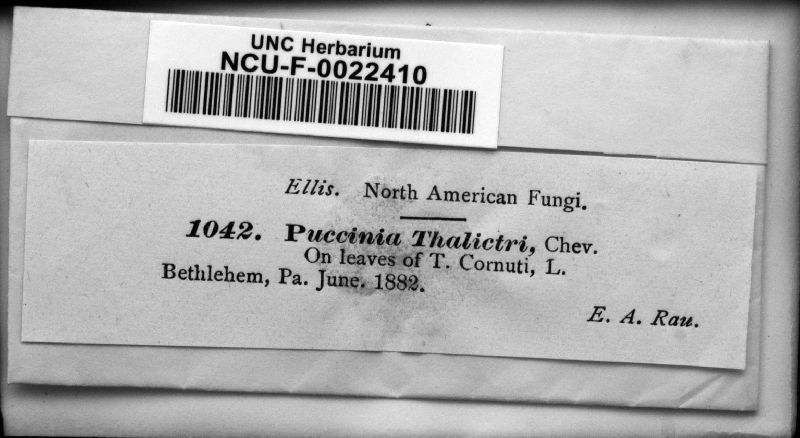 UNC Herbarium
NCU-F-0022410
Ellis. North American Fungi.
1042. Puccinia Thalictri, Chev.
On leaves of T. Cornuti, L.
Bethlehem, Pa. June. 1882.
E. A. Rau.